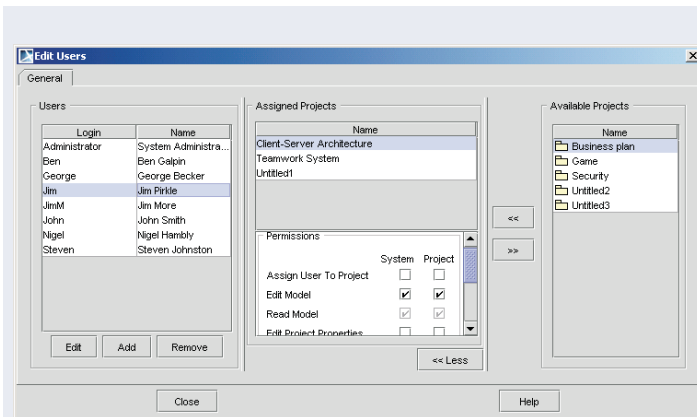 Edit Users
General
Users
Login Name
Administrator System Administra...
Ben Ben Galpin
George George Becker
Jim Jim Pirkle
JimM Jim More
John John Smith
Nigel Nigel Hambly
Steven Steven Johnston
Edit Add Remove
Assigned Projects
Name
Client-Server Architecture
Teamwork System
Untitled1
Permissions
System Project
Assign User To Project
Edit Model
Read Model
Edit Project Properties
<< Less
<<
>>
Available Projects
Name
Business plan
Game
Security
Untitled2
Untitled3
Close Help